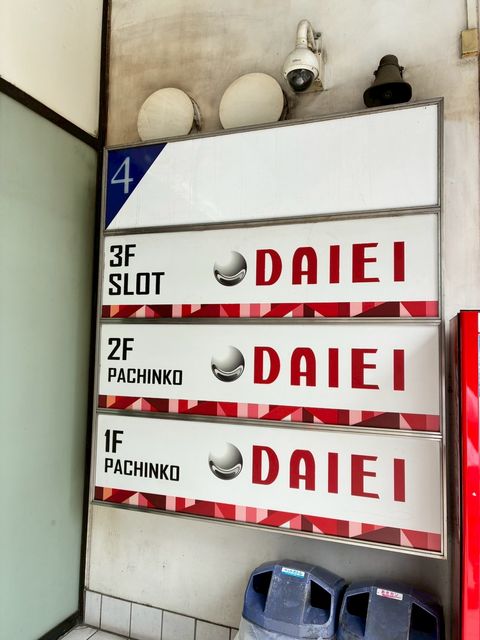 4
3F
SLOT
DAIEI
2F
PACHINKO
DAIEI
1F
PACHINKO
DAIEI